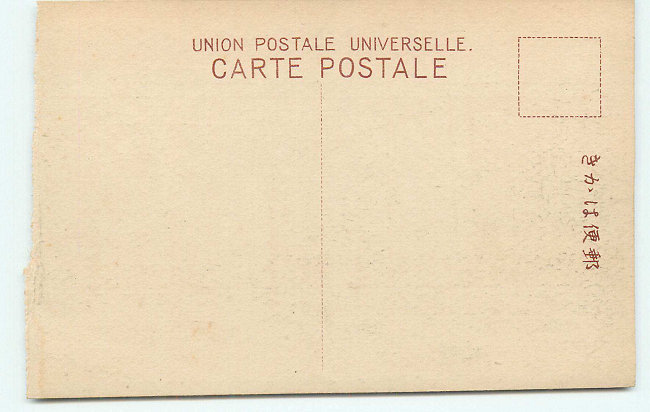 UNION POSTALE UNIVERSELLE.
CARTE POSTALE
郵便はかき